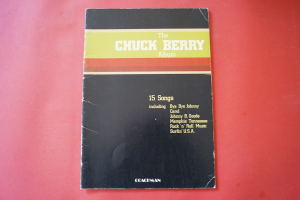 The
CHUCK BERRY
Album
15 Songs
including Bye Bye Johnny
Carol
Johnny B. Goode
Memphis Tennessee
Rock 'n' Roll Music
Surfin' U.S.A.